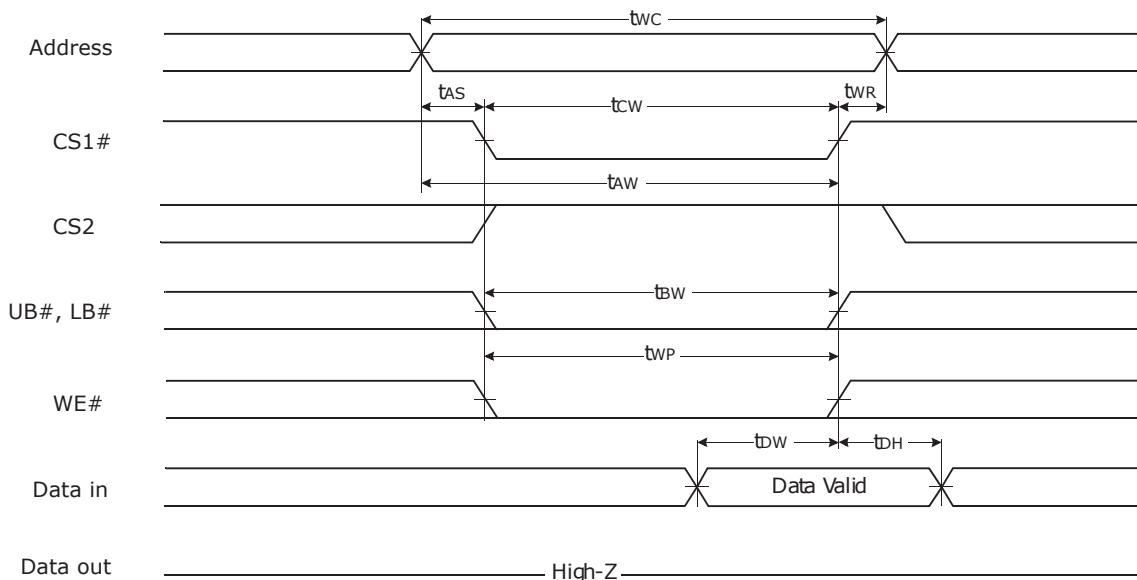 tWC
Address
tAS
tCW
tWR
CS1#
tAW
CS2
tBW
UB#, LB#
tWP
WE#
tDW
tDH
Data in
Data Valid
Data out
High-Z